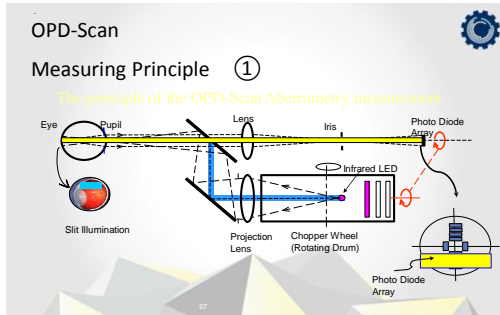 OPD-Scan
Measuring Principle ①
The principle of the OPD-Scan Aberrometry measurement
Eye
Pupil
Lens
Iris
Photo Diode
Array
Infrared LED
Slit Illumination
Projection
Lens
Chopper Wheel
(Rotating Drum)
Photo Diode
Array
67